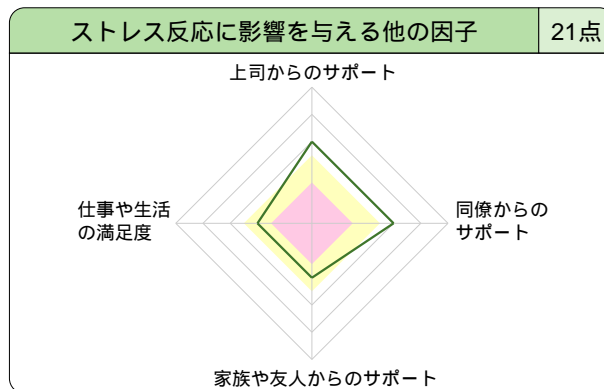 ストレス反応に影響を与える他の因子
21点
上司からのサポート
仕事や生活
の満足度
同僚からの
サポート
家族や友人からのサポート